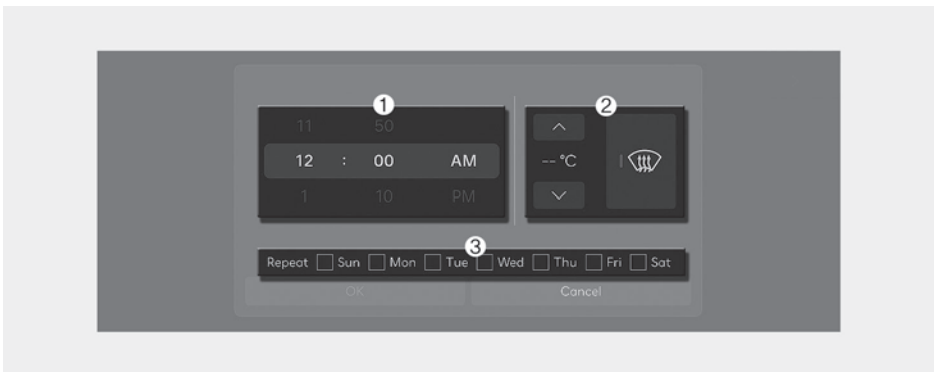 1
2
11 50
12 : 00 AM
-- °C
1 10 PM
3
Repeat Sun Mon Tue Wed Thu Fri Sat
OK Cancel